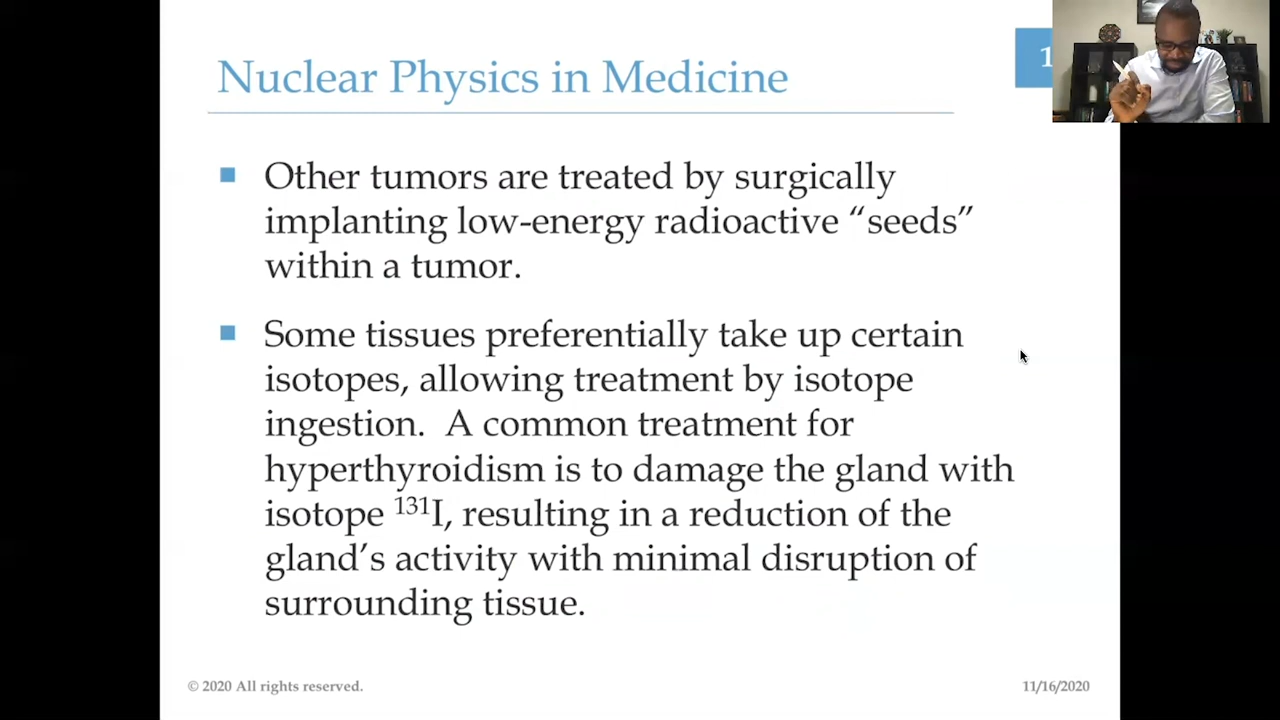 Nuclear Physics in Medicine
1
Other tumors are treated by surgically
implanting low-energy radioactive “seeds”
within a tumor.
Some tissues preferentially take up certain
isotopes, allowing treatment by isotope
ingestion.  A common treatment for
hyperthyroidism is to damage the gland with
isotope ¹³¹I, resulting in a reduction of the
gland’s activity with minimal disruption of
surrounding tissue.
© 2020 All rights reserved.
11/16/2020